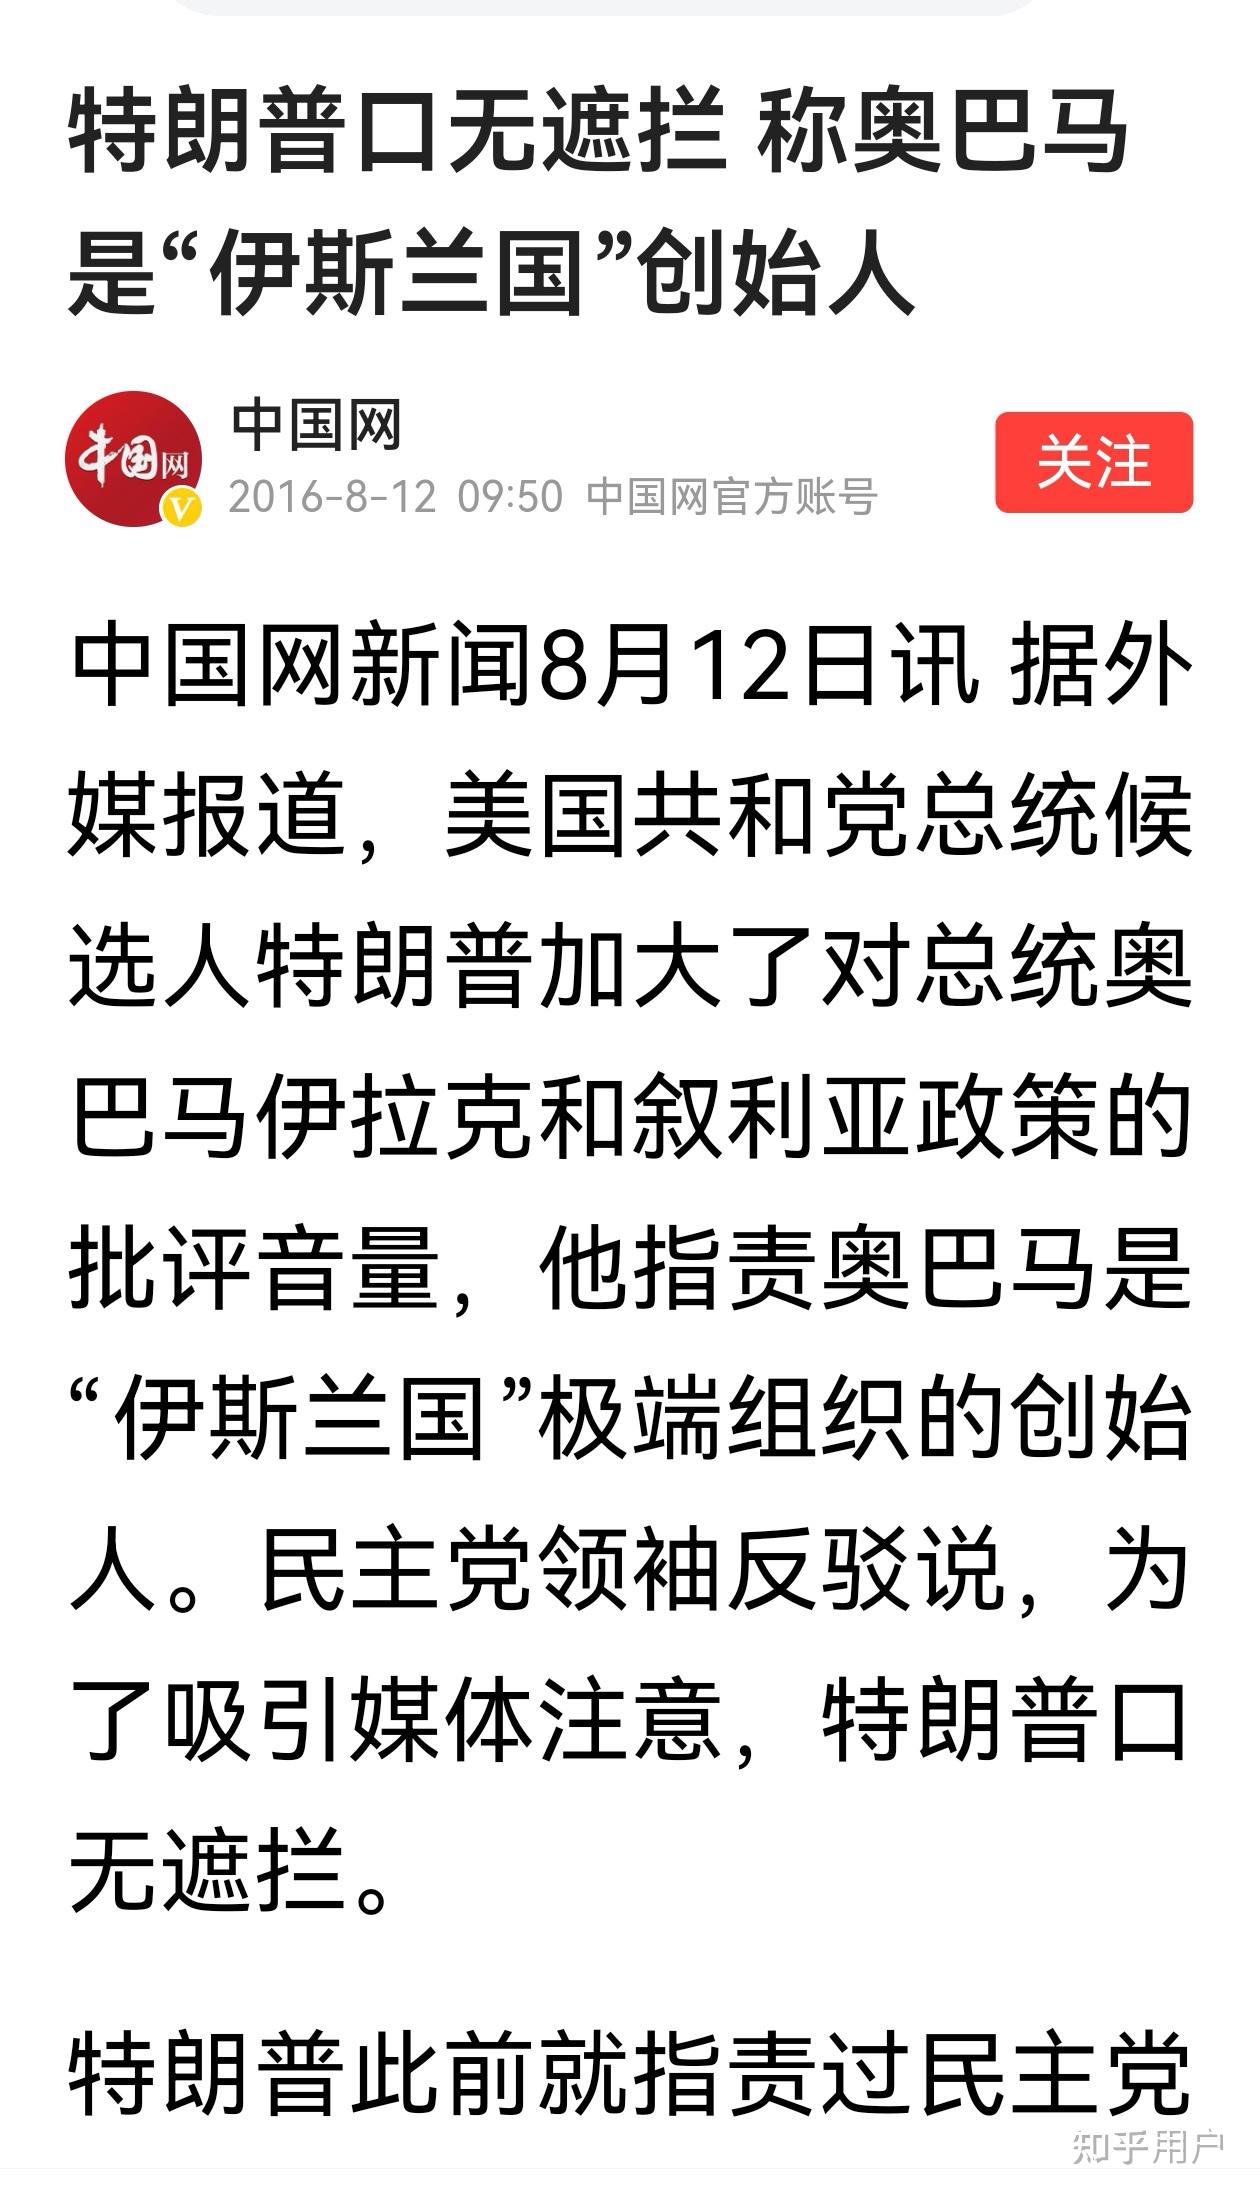 特朗普口无遮拦 称奥巴马
是“伊斯兰国”创始人
中国网
中国网
2016-8-12 09:50 中国网官方账号
关注
中国网新闻8月12日讯 据外
媒报道，美国共和党总统候
选人特朗普加大了对总统奥
巴马伊拉克和叙利亚政策的
批评音量，他指责奥巴马是
“伊斯兰国”极端组织的创始
人。民主党领袖反驳说，为
了吸引媒体注意，特朗普口
无遮拦。
特朗普此前就指责过民主党
知乎用户